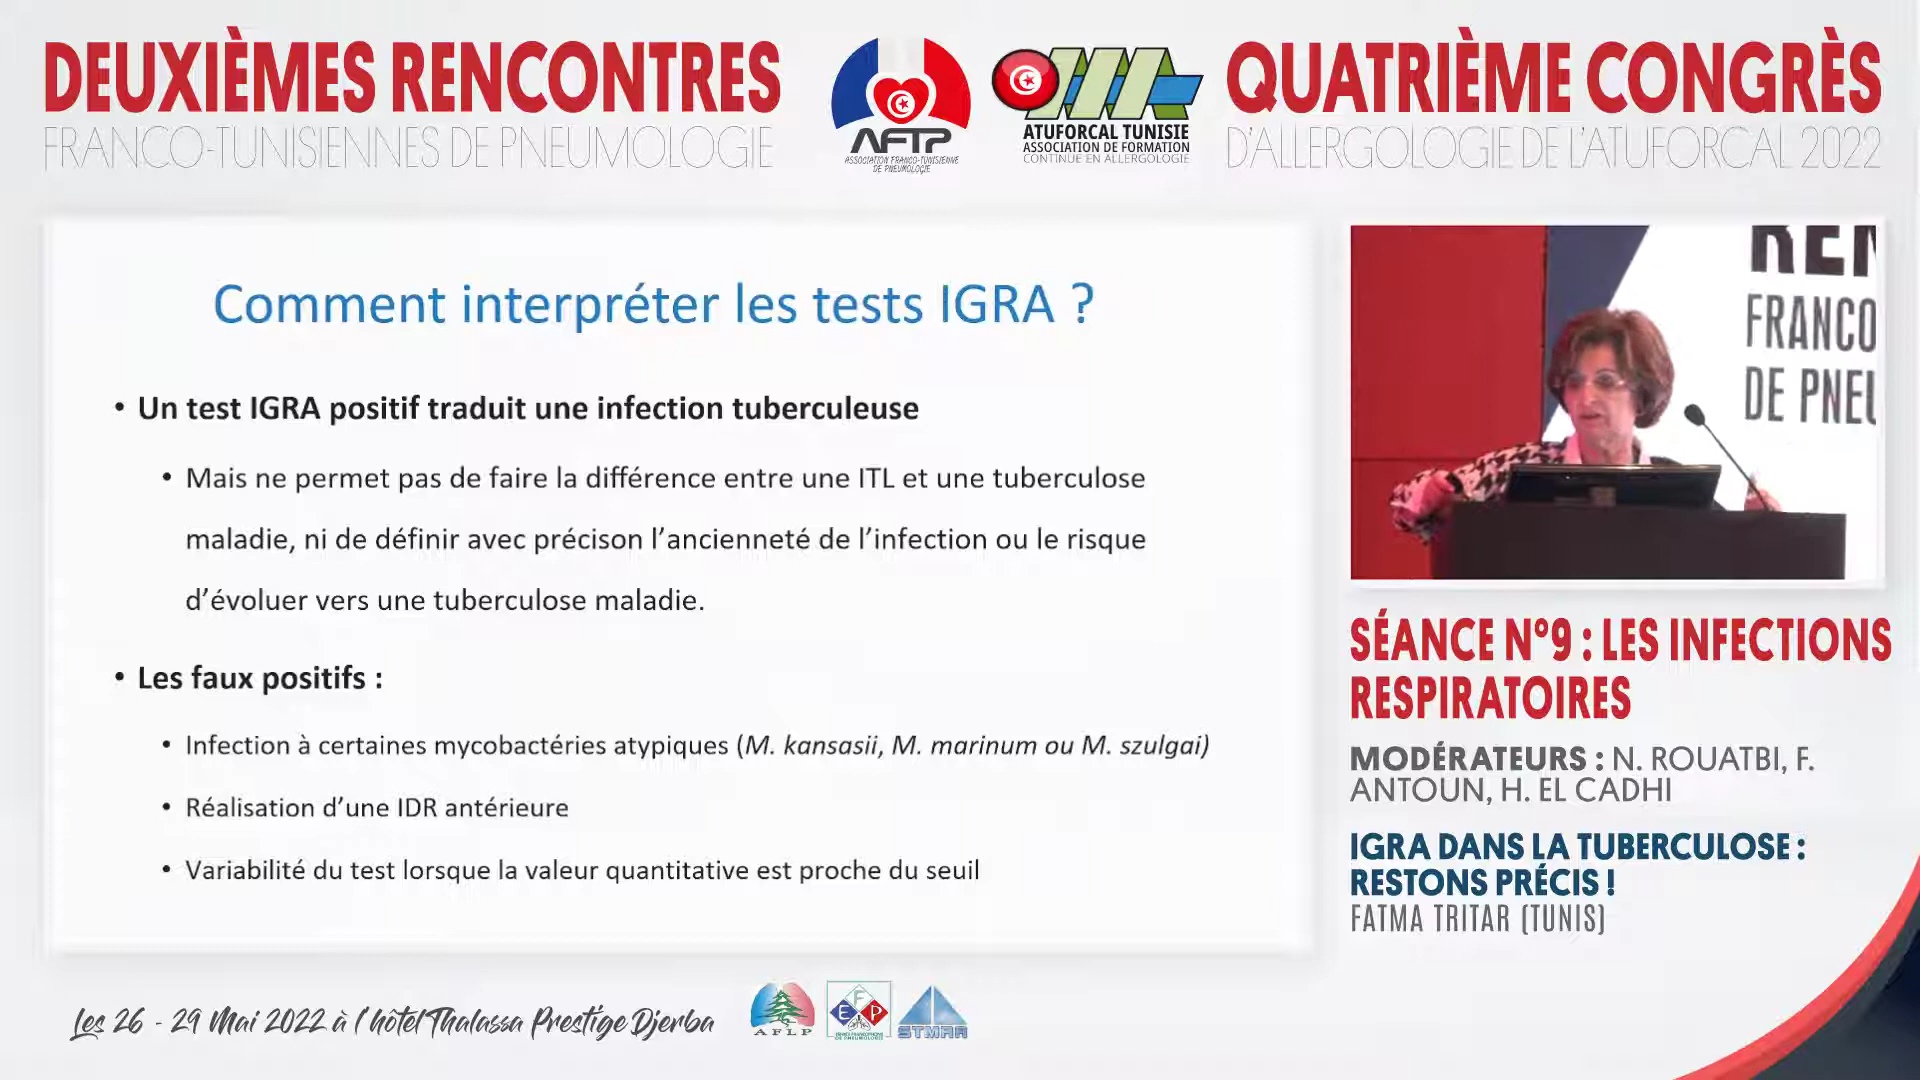 DEUXIÈMES RENCONTRES
FRANCO-TUNISIENNES DE PNEUMOLOGIE
AFTP
ASSOCIATION FRANCO-TUNISIENNE
DE PNEUMOLOGIE
ATUFORCAL TUNISIE
ASSOCIATION DE FORMATION
CONTINUE EN ALLERGOLOGIE
QUATRIÈME CONGRÈS
D'ALLERGOLOGIE DE L'ATUFORCAL 2022
Comment interpréter les tests IGRA ?
• Un test IGRA positif traduit une infection tuberculeuse
• Mais ne permet pas de faire la différence entre une ITL et une tuberculose
maladie, ni de définir avec précison l’ancienneté de l’infection ou le risque
d’évoluer vers une tuberculose maladie.
• Les faux positifs :
• Infection à certaines mycobactéries atypiques (M. kansasii, M. marinum ou M. szulgai)
• Réalisation d’une IDR antérieure
• Variabilité du test lorsque la valeur quantitative est proche du seuil
REN
FRANCO
DE PNEU
SÉANCE N°9 : LES INFECTIONS
RESPIRATOIRES
MODÉRATEURS : N. ROUATBI, F.
ANTOUN, H. EL CADHI
IGRA DANS LA TUBERCULOSE :
RESTONS PRÉCIS !
FATMA TRITAR (TUNIS)
Les 26 - 29 Mai 2022 à l'hôtel Thalassa Prestige Djerba
AFLP
EFP
ESPACE FRANCOPHONE
DE PNEUMOLOGIE
STMRA